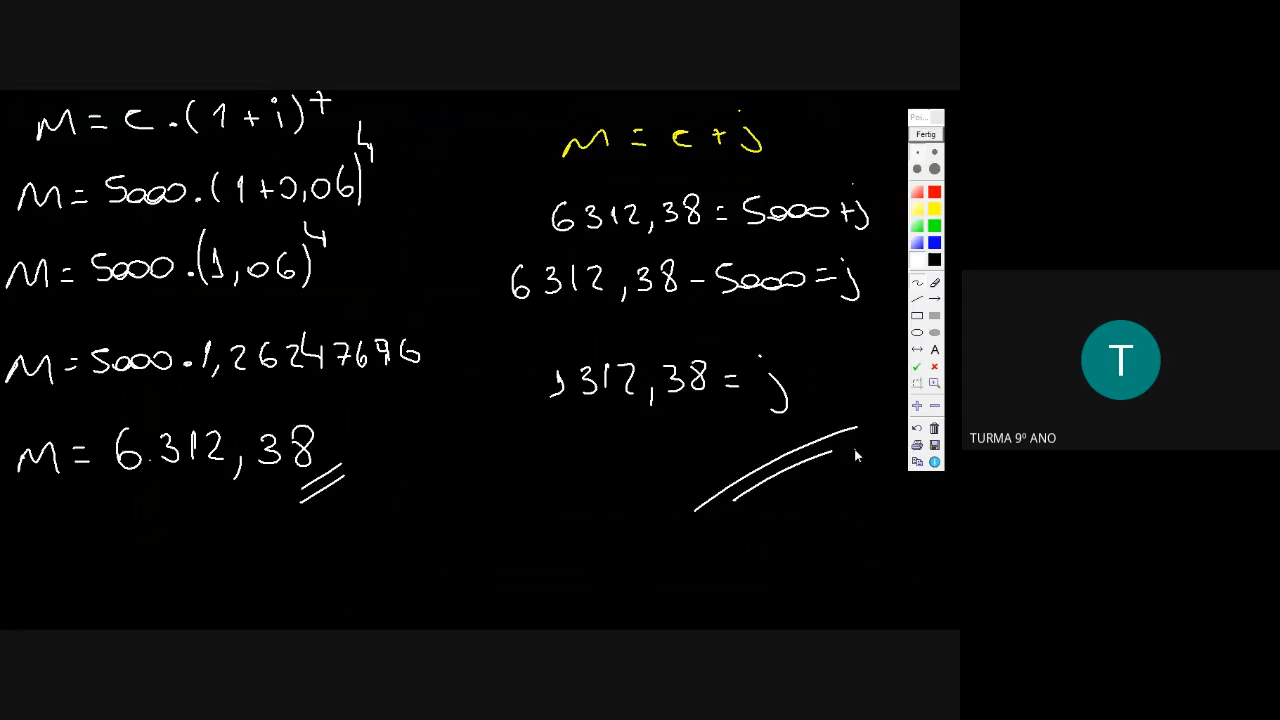 M = c . (1 + i)^t
M = 5000 . (1 + 0,06)^4
M = 5000 . (1,06)^4
M = 5000 . 1,26247696
M = 6.312,38
M = c + j
6312,38 = 5000 + j
6312,38 - 5000 = j
1312,38 = j
Poi...
Fertig
A
T
TURMA 9º ANO